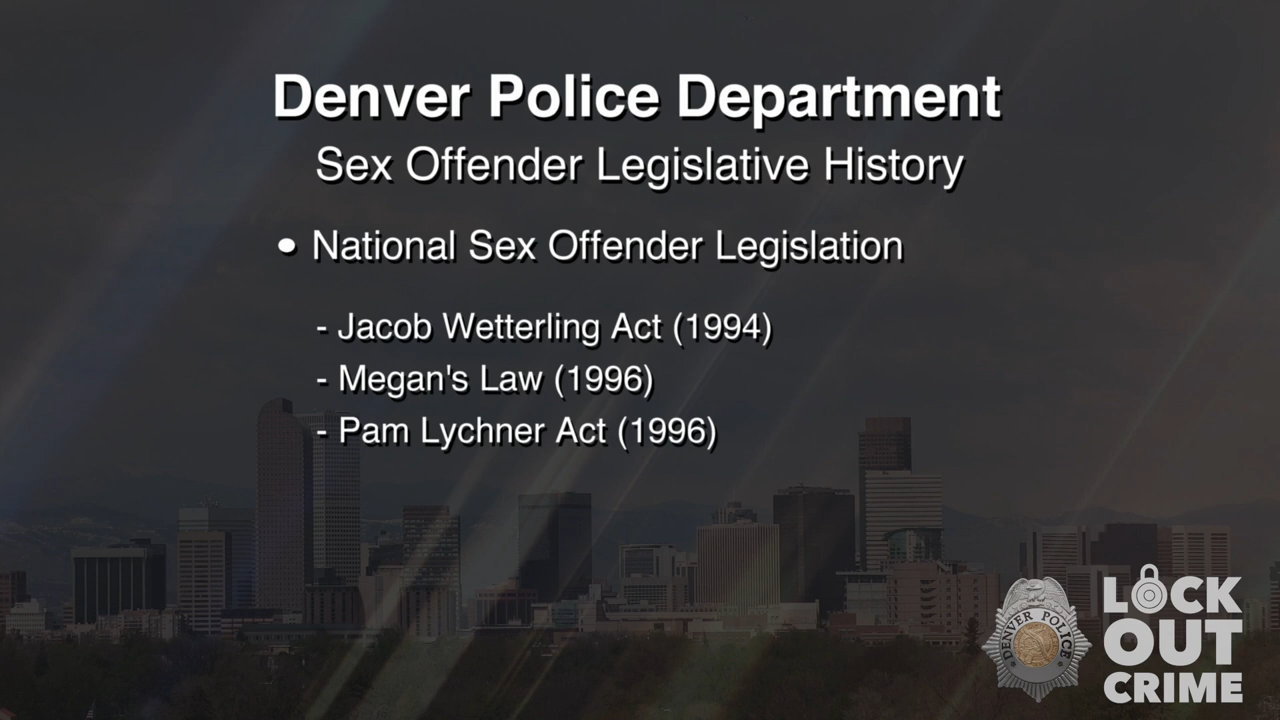 Denver Police Department
Sex Offender Legislative History
• National Sex Offender Legislation
- Jacob Wetterling Act (1994)
- Megan's Law (1996)
- Pam Lychner Act (1996)
DENVER POLICE
LOCK
OUT
CRIME